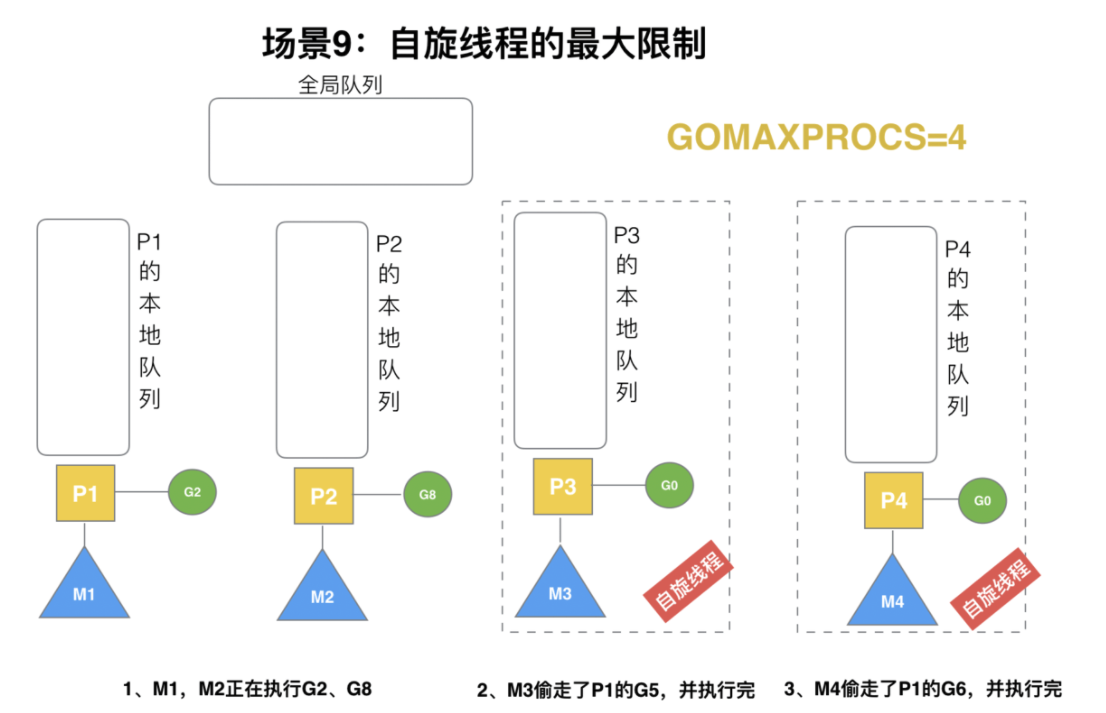 场景9：自旋线程的最大限制
全局队列
GOMAXPROCS=4
P1的本地队列
P2的本地队列
P3的本地队列
P4的本地队列
P1
G2
P2
G8
P3
G0
P4
G0
M1
M2
M3
自旋线程
M4
自旋线程
1、M1，M2正在执行G2、G8
2、M3偷走了P1的G5，并执行完
3、M4偷走了P1的G6，并执行完